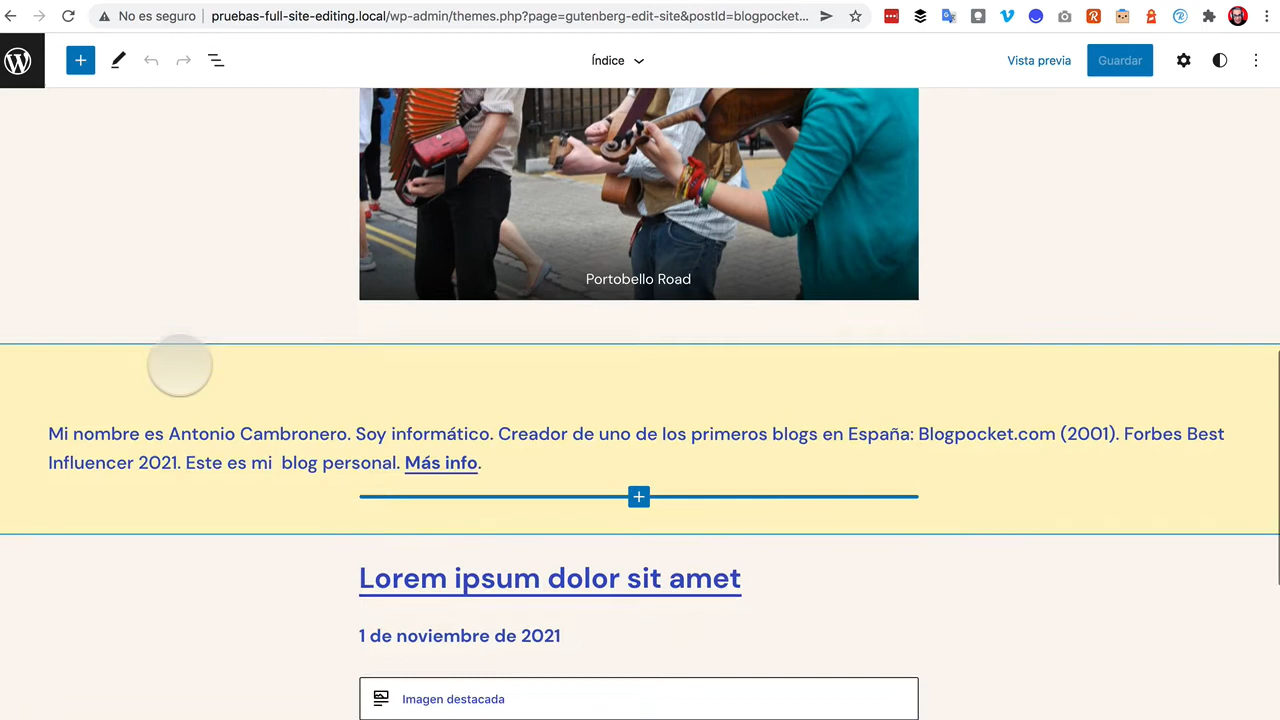 No es seguro
pruebas-full-site-editing.local/wp-admin/themes.php?page=gutenberg-edit-site&postId=blogpocket...
Índice
Vista previa
Guardar
Portobello Road
Mi nombre es Antonio Cambronero. Soy informático. Creador de uno de los primeros blogs en España: Blogpocket.com (2001). Forbes Best
Influencer 2021. Este es mi blog personal. Más info.
Lorem ipsum dolor sit amet
1 de noviembre de 2021
Imagen destacada